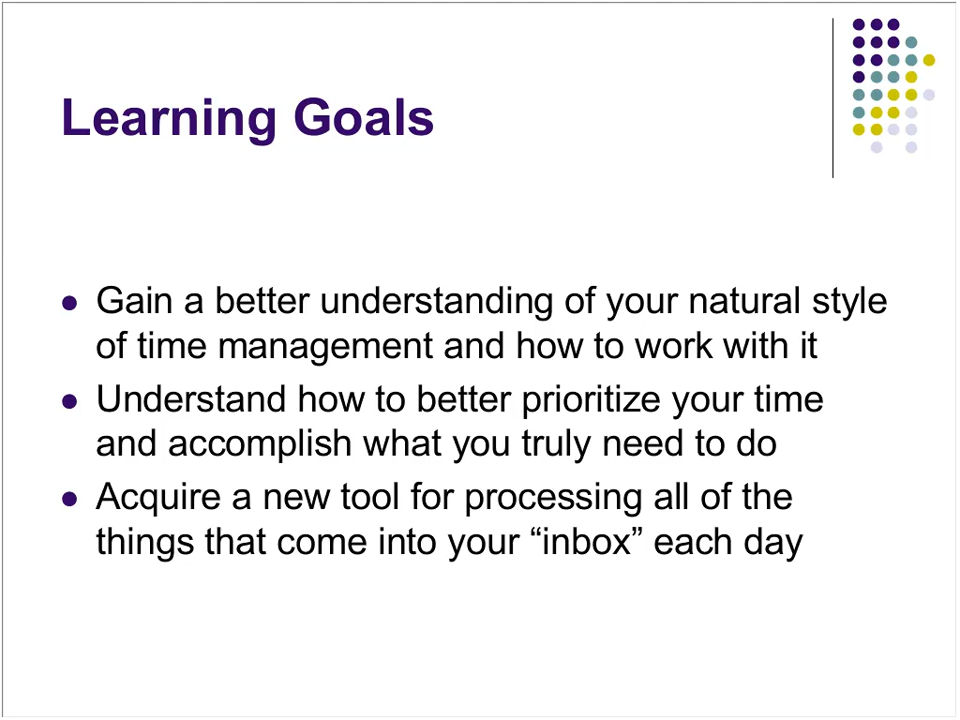 Learning Goals
Gain a better understanding of your natural style
of time management and how to work with it
Understand how to better prioritize your time
and accomplish what you truly need to do
Acquire a new tool for processing all of the
things that come into your “inbox” each day